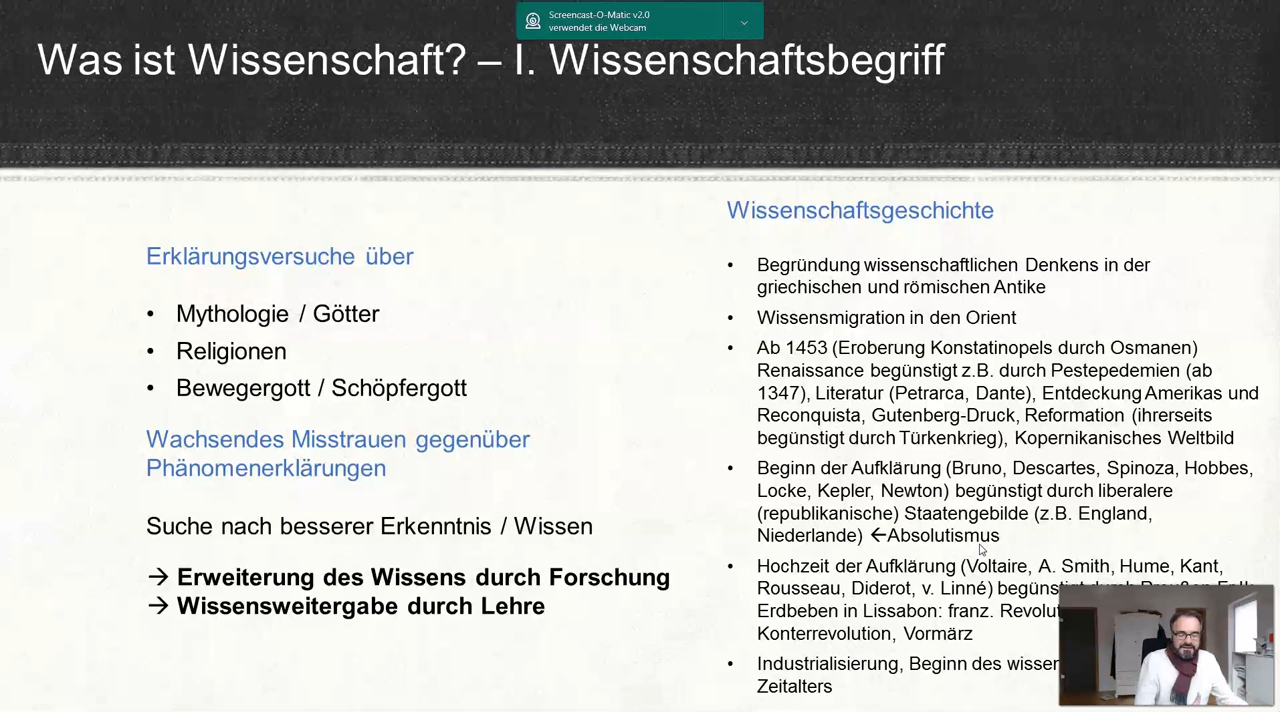 Screencast-O-Matic v2.0
verwendet die Webcam
Was ist Wissenschaft? – I. Wissenschaftsbegriff
Erklärungsversuche über
• Mythologie / Götter
• Religionen
• Bewegergott / Schöpfergott
Wachsendes Misstrauen gegenüber
Phänomenerklärungen
Suche nach besserer Erkenntnis / Wissen
→ Erweiterung des Wissens durch Forschung
→ Wissensweitergabe durch Lehre
Wissenschaftsgeschichte
• Begründung wissenschaftlichen Denkens in der
griechischen und römischen Antike
• Wissensmigration in den Orient
• Ab 1453 (Eroberung Konstatinopels durch Osmanen)
Renaissance begünstigt z.B. durch Pestepedemien (ab
1347), Literatur (Petrarca, Dante), Entdeckung Amerikas und
Reconquista, Gutenberg-Druck, Reformation (ihrerseits
begünstigt durch Türkenkrieg), Kopernikanisches Weltbild
• Beginn der Aufklärung (Bruno, Descartes, Spinoza, Hobbes,
Locke, Kepler, Newton) begünstigt durch liberalere
(republikanische) Staatengebilde (z.B. England,
Niederlande) ←Absolutismus
• Hochzeit der Aufklärung (Voltaire, A. Smith, Hume, Kant,
Rousseau, Diderot, v. Linné) begünstigt durch Preußen
Erdbeben in Lissabon: franz.
Konterrevolution, Vormärz
• Industrialisierung, Beginn des
Zeitalters